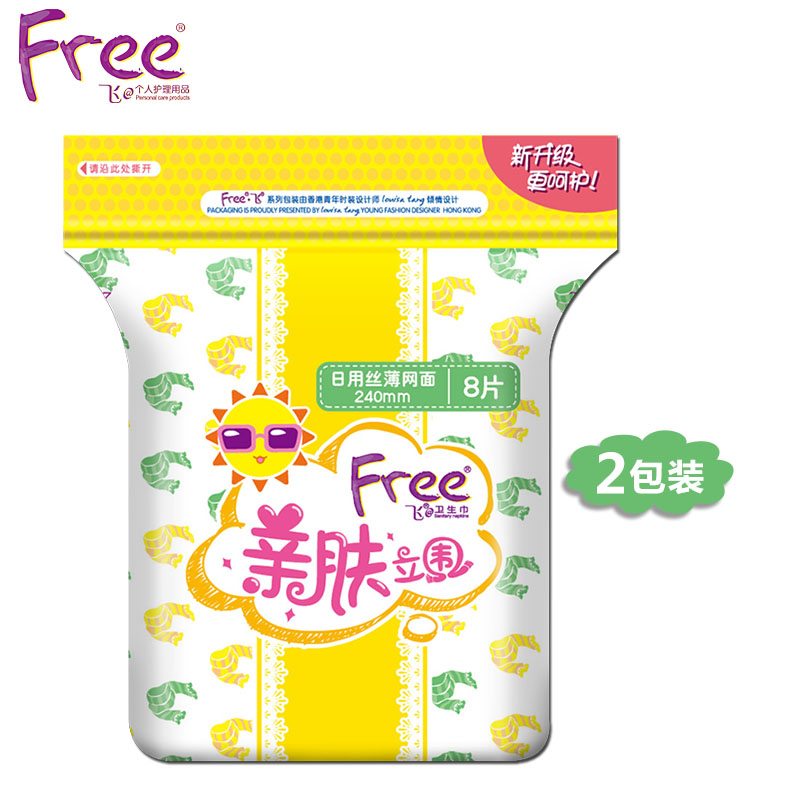 Free®
飞@个人护理用品
Personal care products
请沿此处撕开
新升级
更呵护!
Free®·飞® 系列包装由香港青年时装设计师 louisa tang 倾情设计
PACKAGING IS PROUDLY PRESENTED BY louisa tang, YOUNG FASHION DESIGNER HONG KONG
日用丝薄网面
240mm
8片
Free®
飞@卫生巾
Sanitary napkins
亲肤立围
2包装